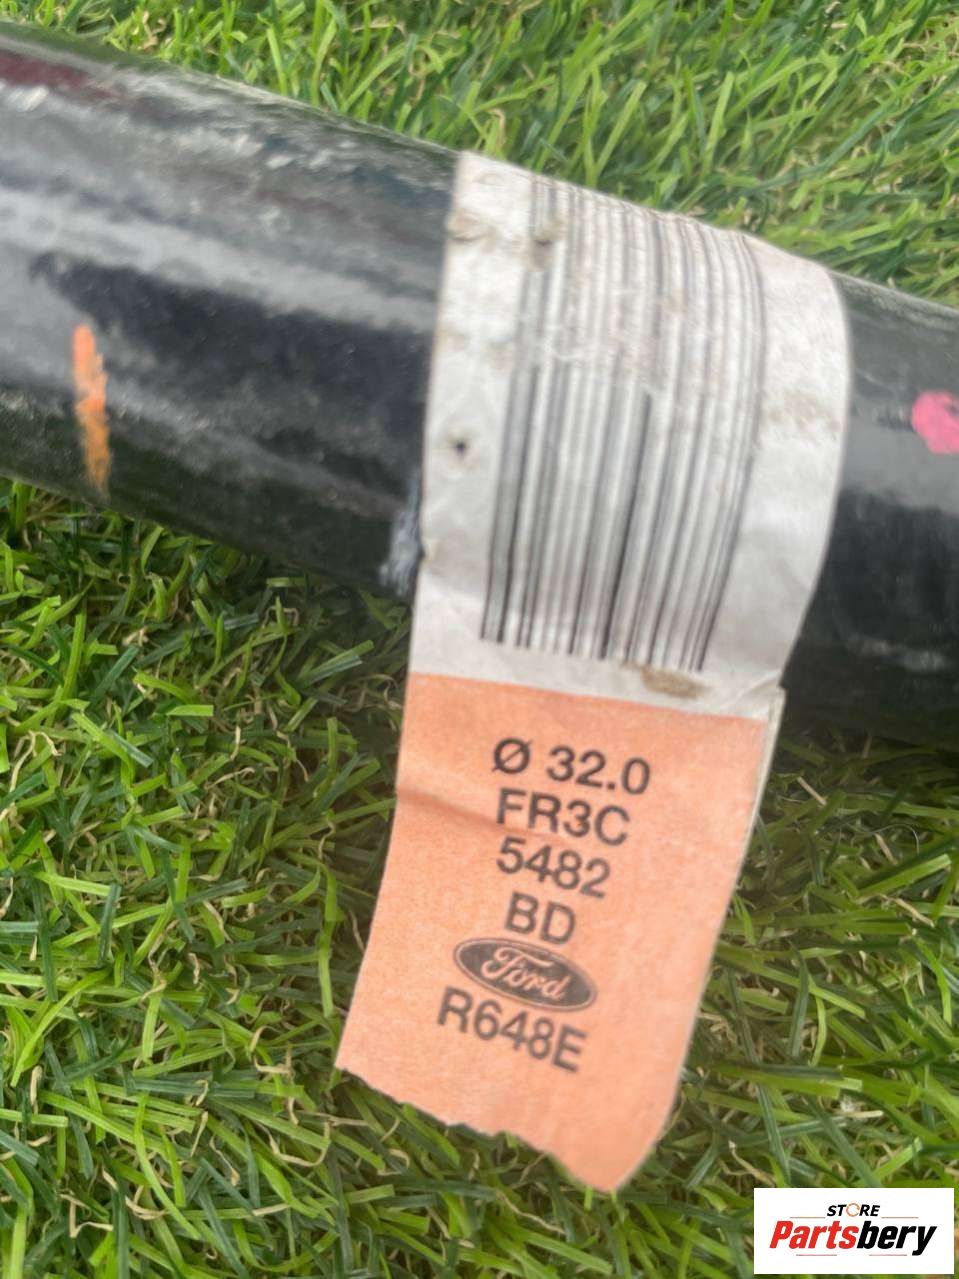 Ø 32.0
FR3C
5482
BD
Ford
R648E
STORE
Partsbery